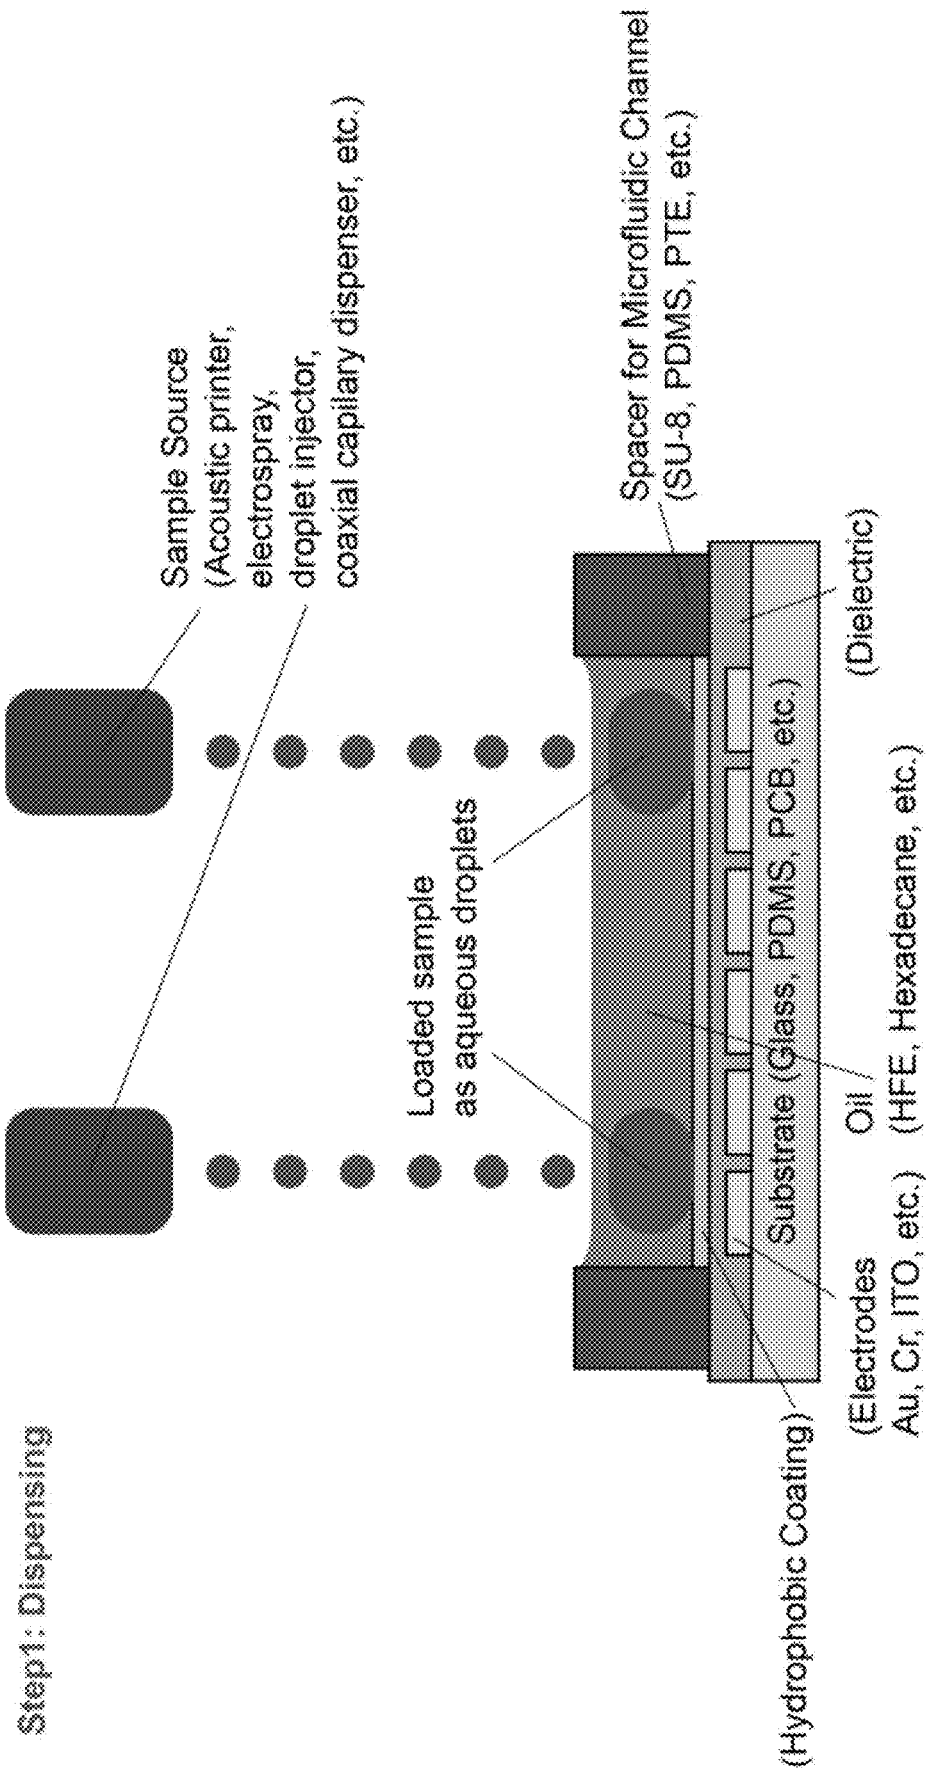 Step1: Dispensing
Sample Source
(Acoustic printer,
electrospray,
droplet injector,
coaxial capilary dispenser, etc.)
Loaded sample
as aqueous droplets
Spacer for Microfluidic Channel
(SU-8, PDMS, PTE, etc.)
Substrate (Glass, PDMS, PCB, etc.)
(Hydrophobic Coating)
(Electrodes
Au, Cr, ITO, etc.)
Oil
(HFE, Hexadecane, etc.)
(Dielectric)